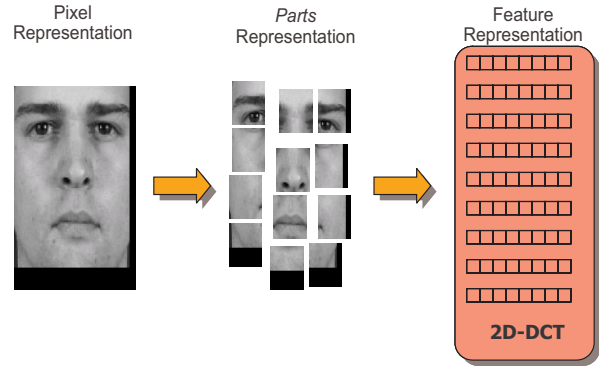 Pixel
Representation
Parts
Representation
Feature
Representation
2D-DCT